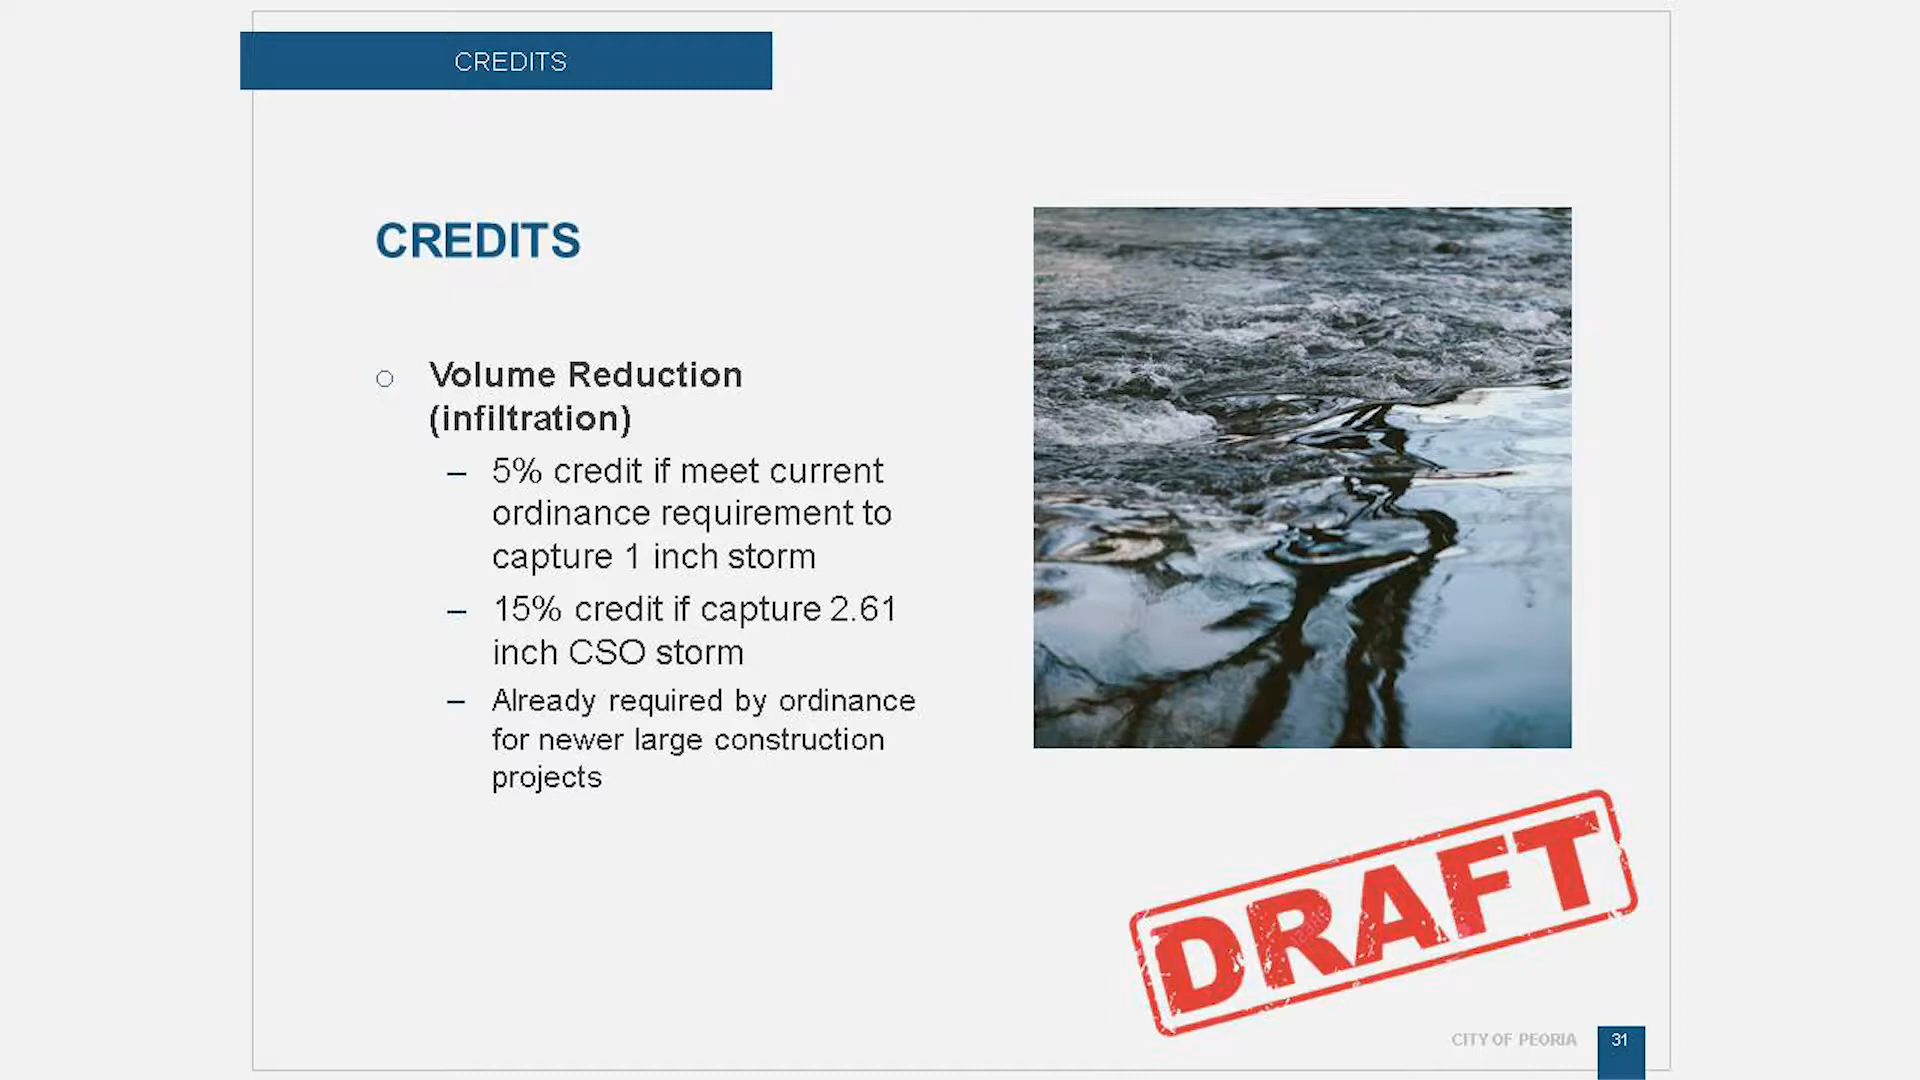 CREDITS
CREDITS
○ Volume Reduction
(infiltration)
– 5% credit if meet current
ordinance requirement to
capture 1 inch storm
– 15% credit if capture 2.61
inch CSO storm
– Already required by ordinance
for newer large construction
projects
DRAFT
CITY OF PEORIA 31